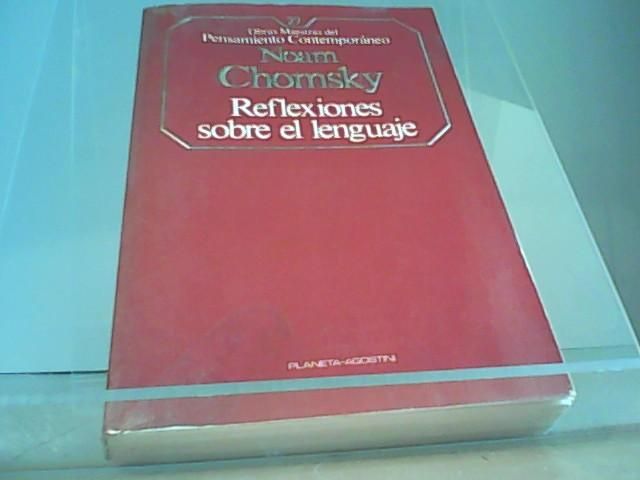 Obras Maestras del
Pensamiento Contemporáneo
Noam
Chomsky
Reflexiones
sobre el lenguaje
PLANETA-AGOSTINI